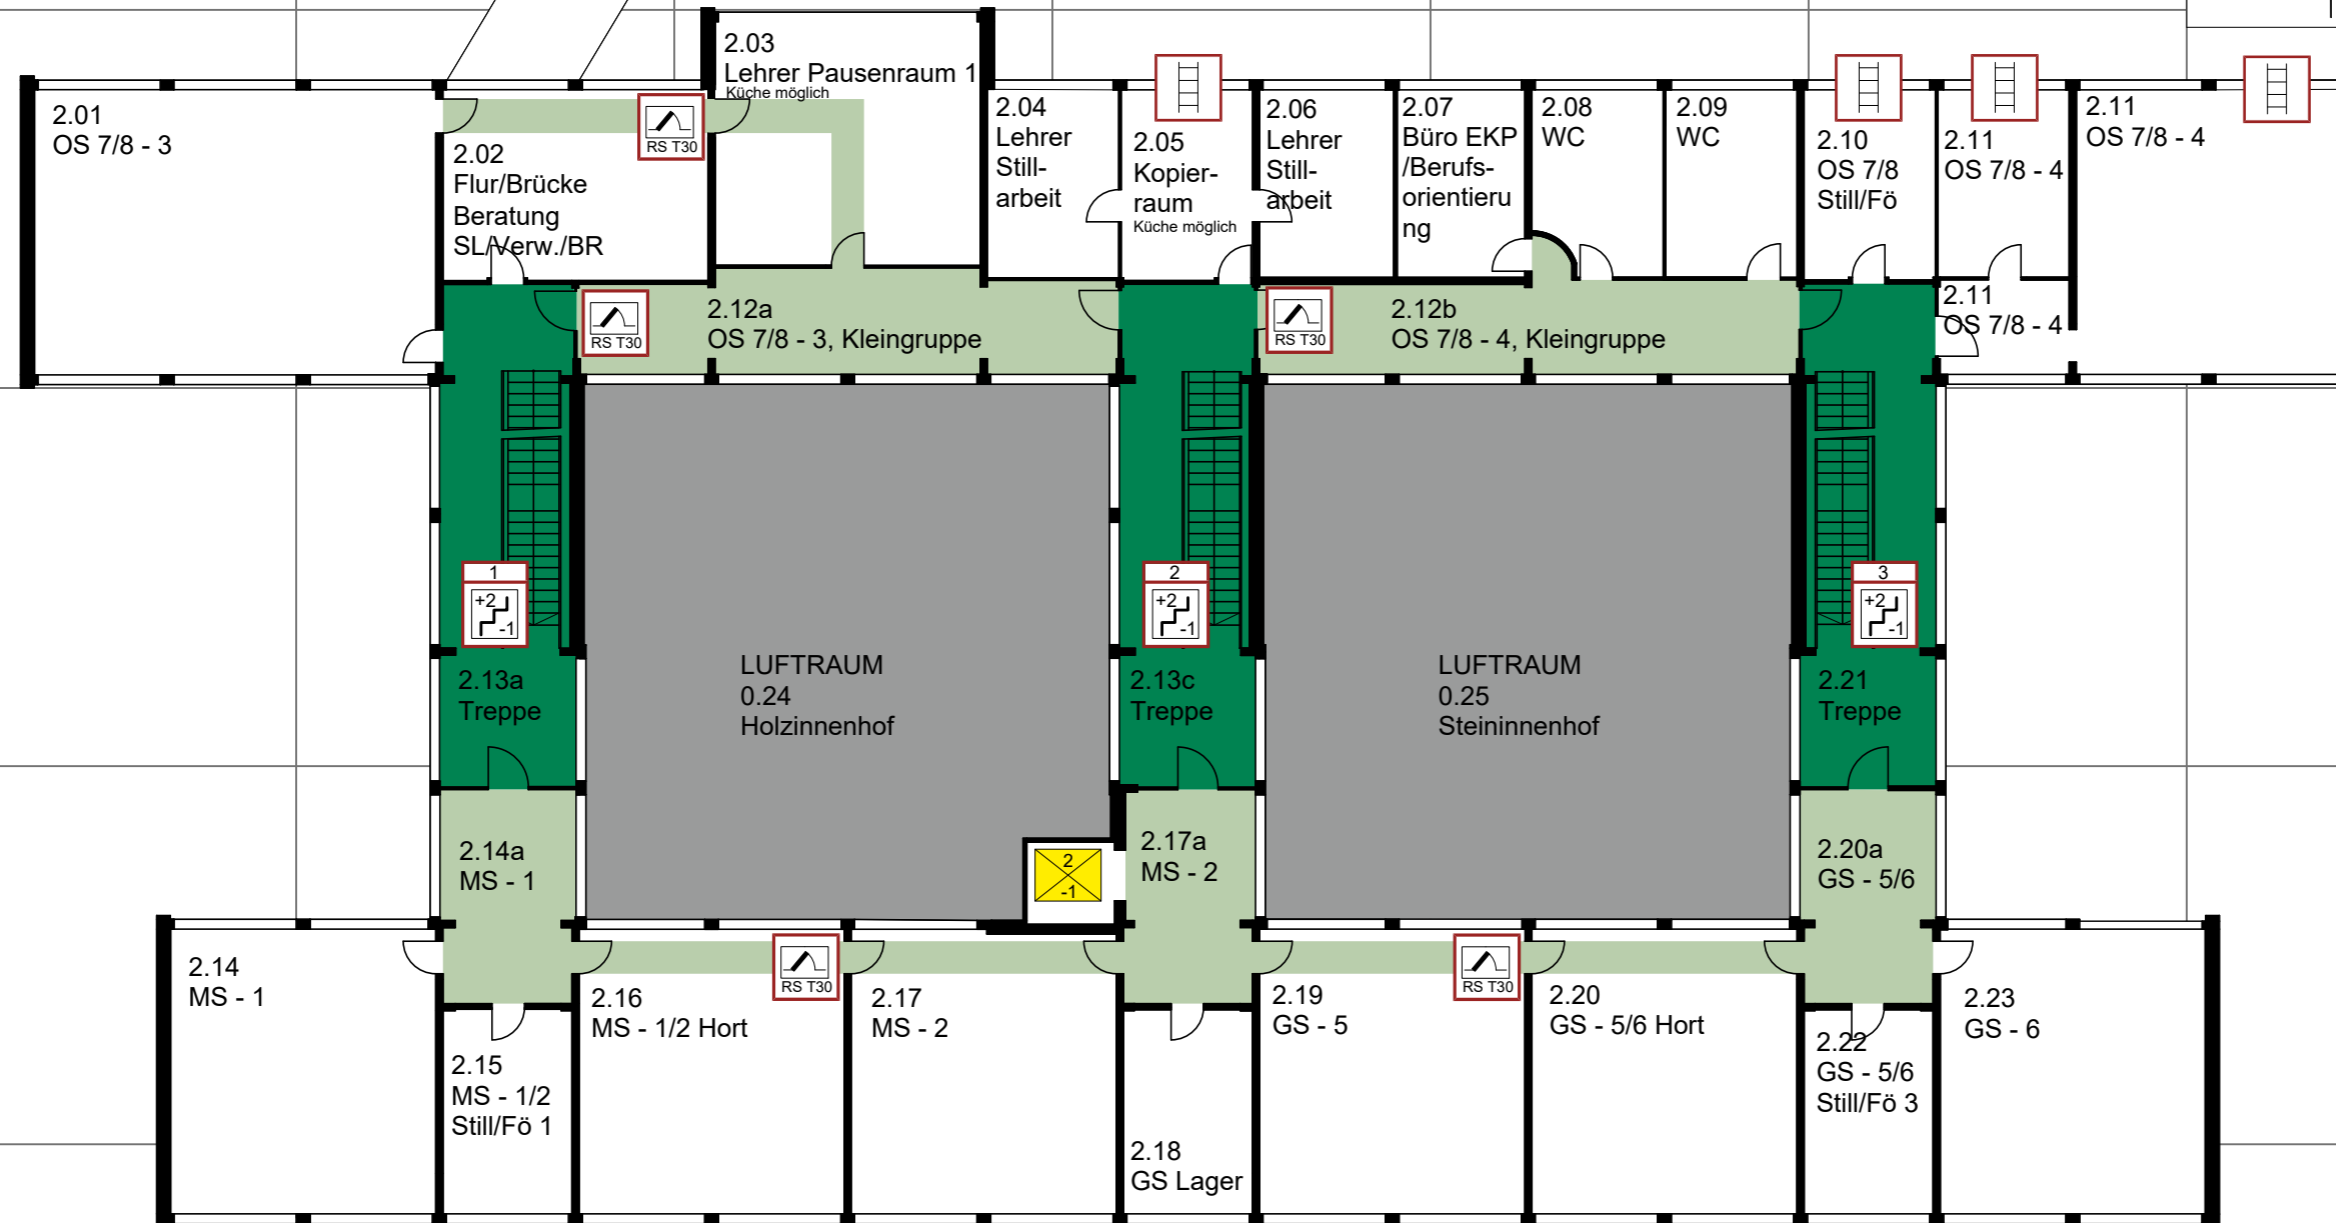 2.03
Lehrer Pausenraum 1
Küche möglich
2.01
OS 7/8 - 3
RS T30
2.02
Flur/Brücke
Beratung
SL/Verw./BR
2.04
Lehrer
Still-
arbeit
2.05
Kopier-
raum
Küche möglich
2.06
Lehrer
Still-
arbeit
2.07
Büro EKP
/Berufs-
orientieru
ng
2.08
WC
2.09
WC
2.10
OS 7/8
Still/Fö
2.11
OS 7/8 - 4
2.11
OS 7/8 - 4
2.11
OS 7/8 - 4
RS T30
2.12a
OS 7/8 - 3, Kleingruppe
RS T30
2.12b
OS 7/8 - 4, Kleingruppe
1
+2
-1
2
+2
-1
3
+2
-1
2.13a
Treppe
LUFTRAUM
0.24
Holzinnenhof
2.13c
Treppe
LUFTRAUM
0.25
Steininnenhof
2.21
Treppe
2.14a
MS - 1
2
-1
2.17a
MS - 2
2.20a
GS - 5/6
2.14
MS - 1
RS T30
RS T30
2.15
MS - 1/2
Still/Fö 1
2.16
MS - 1/2 Hort
2.17
MS - 2
2.18
GS Lager
2.19
GS - 5
2.20
GS - 5/6 Hort
2.22
GS - 5/6
Still/Fö 3
2.23
GS - 6